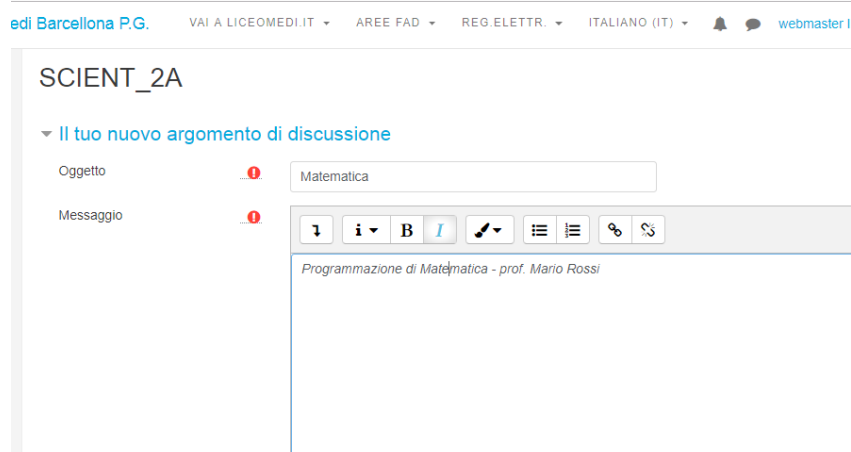 edi Barcellona P.G. VAI A LICEOMEDI.IT AREE FAD REG.ELETTR. ITALIANO (IT) webmaster
SCIENT_2A
Il tuo nuovo argomento di discussione
Oggetto Matematica
Messaggio
B I
Programmazione di Matematica - prof. Mario Rossi